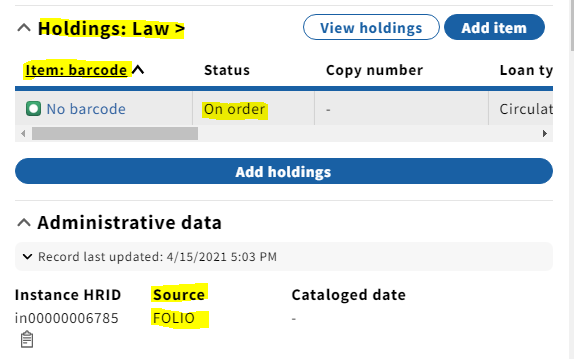 Holdings: Law >
View holdings
Add item
Item: barcode
Status
Copy number
Loan ty
No barcode
On order
-
Circulat
Add holdings
Administrative data
Record last updated: 4/15/2021 5:03 PM
Instance HRID
Source
Cataloged date
in00000006785
FOLIO
-